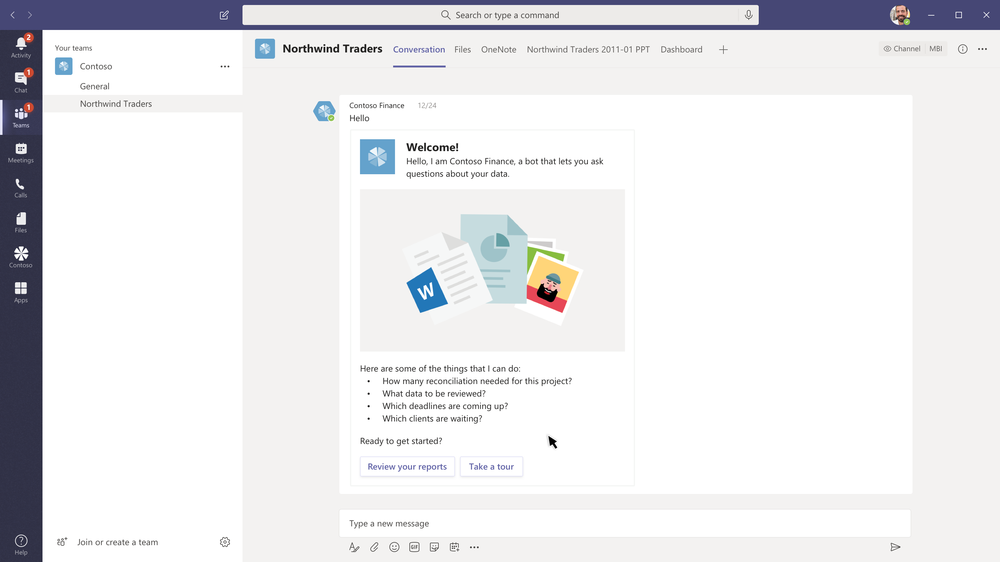 Search or type a command
2
Activity
1
Chat
1
Teams
Meetings
Calls
Files
Contoso
Apps
Help
Your teams
Contoso
General
Northwind Traders
Join or create a team
Northwind Traders Conversation Files OneNote Northwind Traders 2011-01 PPT Dashboard
Channel MBI
Contoso Finance 12/24
Hello
Welcome!
Hello, I am Contoso Finance, a bot that lets you ask
questions about your data.
W
Here are some of the things that I can do:
• How many reconciliation needed for this project?
• What data to be reviewed?
• Which deadlines are coming up?
• Which clients are waiting?
Ready to get started?
Review your reports Take a tour
Type a new message
GIF